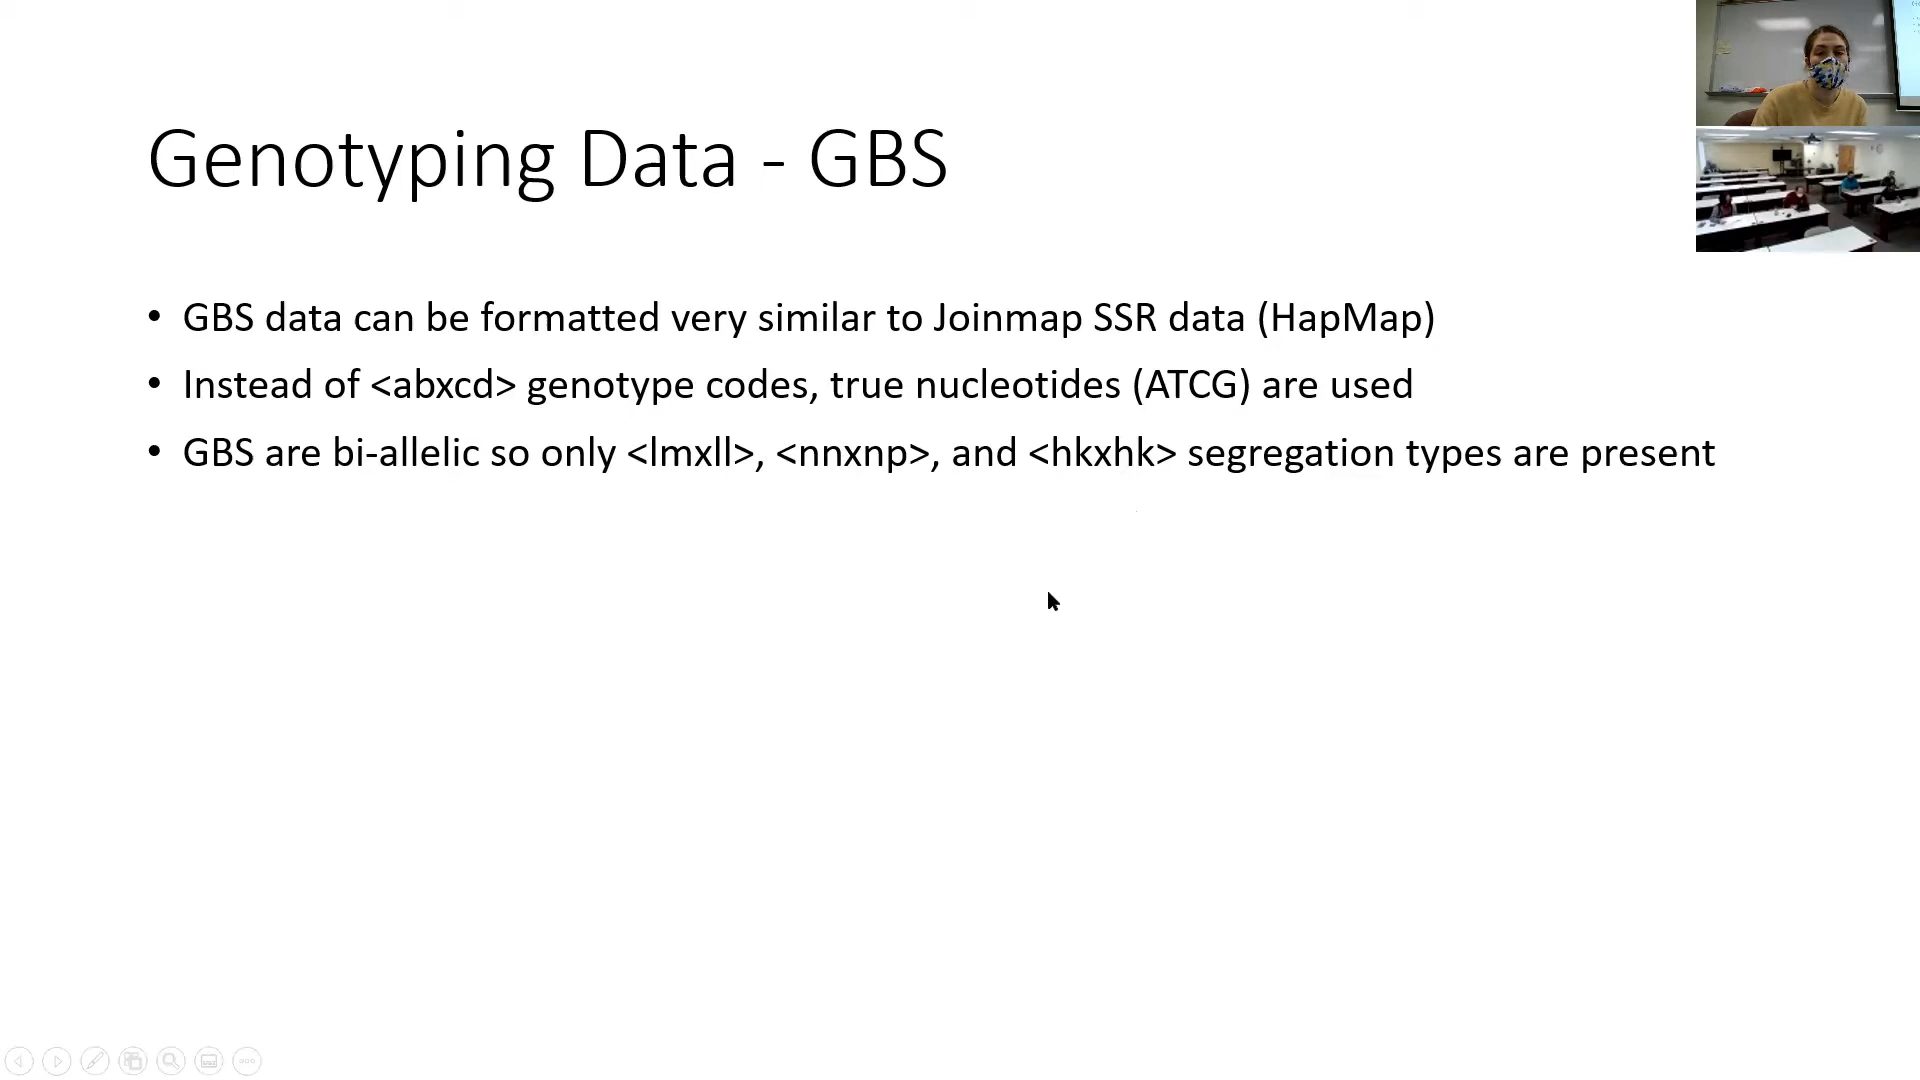 Genotyping Data - GBS
• GBS data can be formatted very similar to Joinmap SSR data (HapMap)
• Instead of <abxcd> genotype codes, true nucleotides (ATCG) are used
• GBS are bi-allelic so only <lmxll>, <nnxnp>, and <hkxhk> segregation types are present